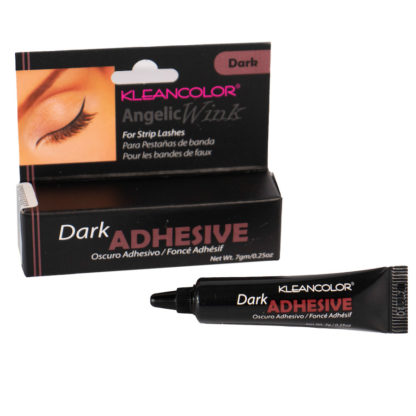 Dark
KLEANCOLOR®
Angelic Wink
For Strip Lashes
Para Pestañas de banda
Pour les bandes de faux
Dark ADHESIVE
Oscuro Adhesivo / Foncé Adhésif
Net Wt. 7gm/0.25oz
KLEANCOLOR®
Dark ADHESIVE
Oscuro Adhesivo / Foncé Adhésif